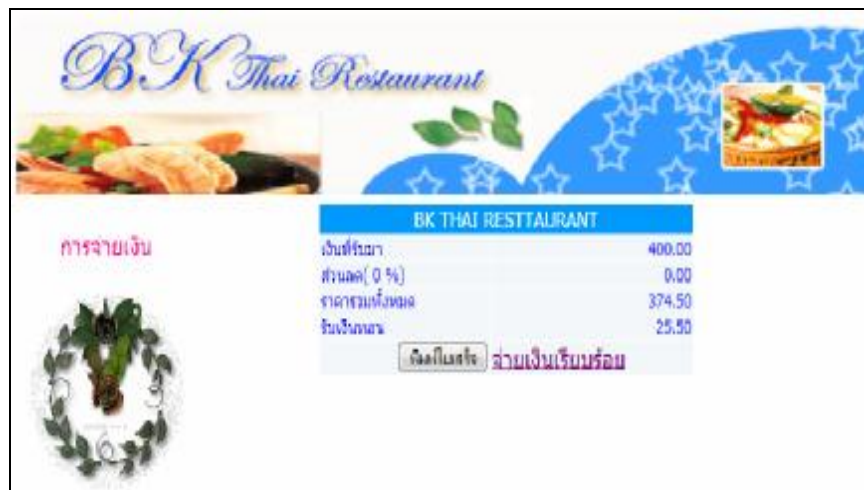 BK Thai Restaurant
BK THAI RESTTAURANT
การจ่ายเงิน
เงินที่รับมา 400.00
ส่วนลด( 0 %) 0.00
ราคารวมทั้งหมด 374.50
รับเงินทอน 25.50
พิมพ์ใบเสร็จ จ่ายเงินเรียบร้อย
3
6